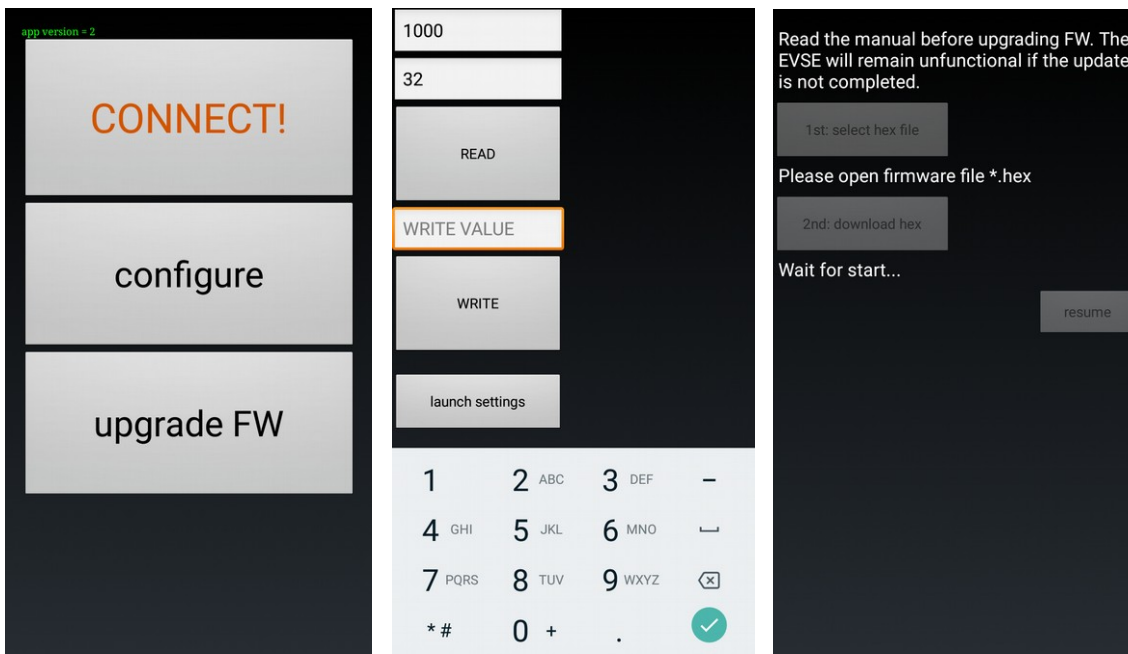 app version = 2
CONNECT!
configure
upgrade FW
1000
32
READ
WRITE VALUE
WRITE
launch settings
1 2 ABC 3 DEF –
4 GHI 5 JKL 6 MNO
7 PQRS 8 TUV 9 WXYZ
* # 0 + .
Read the manual before upgrading FW. The
EVSE will remain unfunctional if the update
is not completed.
1st: select hex file
Please open firmware file *.hex
2nd: download hex
Wait for start...
resume